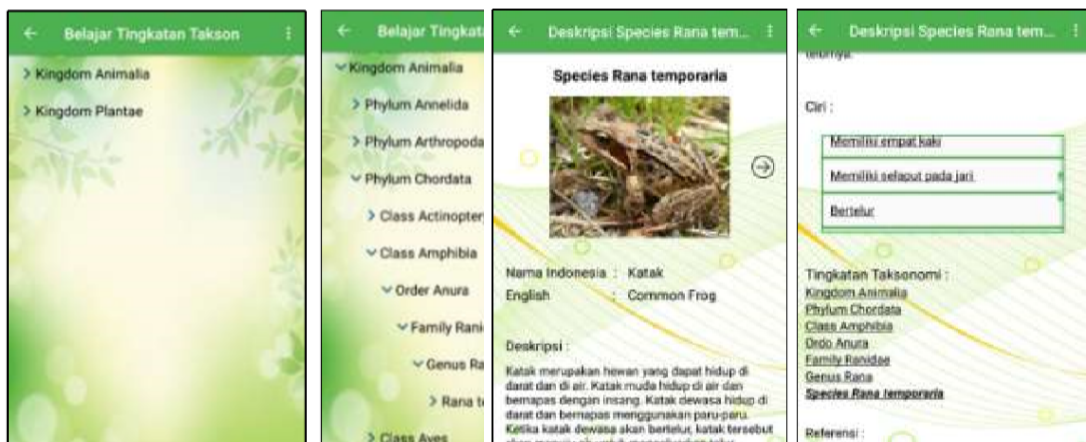 Belajar Tingkatan Takson
Kingdom Animalia
Kingdom Plantae
Belajar Tingkat
Kingdom Animalia
Phylum Annelida
Phylum Arthropoda
Phylum Chordata
Class Actinopter
Class Amphibia
Order Anura
Family Rani
Genus Ra
Rana t
Class Aves
Deskripsi Species Rana tem...
Species Rana temporaria
Nama Indonesia : Katak
English : Common Frog
Deskripsi :
Katak merupakan hewan yang dapat hidup di
darat dan di air. Katak muda hidup di air dan
bernapas dengan insang. Katak dewasa hidup di
darat dan bernapas menggunakan paru-paru.
Ketika katak dewasa akan bertelur, katak tersebut
Deskripsi Species Rana tem...
telurnya.
Ciri :
Memiliki empat kaki
Memiliki selaput pada jari
Bertelur
Tingkatan Taksonomi :
Kingdom Animalia
Phylum Chordata
Class Amphibia
Ordo Anura
Family Ranidae
Genus Rana
Species Rana temporaria
Referensi :